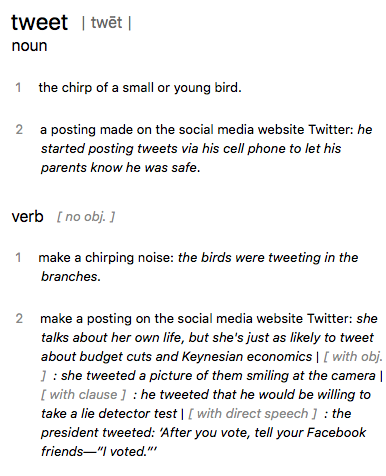 tweet | twēt |
noun
1 the chirp of a small or young bird.
2 a posting made on the social media website Twitter: he
started posting tweets via his cell phone to let his
parents know he was safe.
verb [ no obj. ]
1 make a chirping noise: the birds were tweeting in the
branches.
2 make a posting on the social media website Twitter: she
talks about her own life, but she's just as likely to tweet
about budget cuts and Keynesian economics | [ with obj.
] : she tweeted a picture of them smiling at the camera |
[ with clause ] : he tweeted that he would be willing to
take a lie detector test | [ with direct speech ] : the
president tweeted: ‘After you vote, tell your Facebook
friends—“I voted.”’